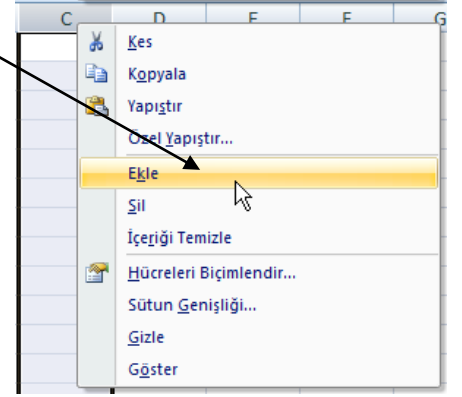 C D E F G
Kes
Kopyala
Yapıştır
Özel Yapıştır...
Ekle
Sil
İçeriği Temizle
Hücreleri Biçimlendir...
Sütun Genişliği...
Gizle
Göster